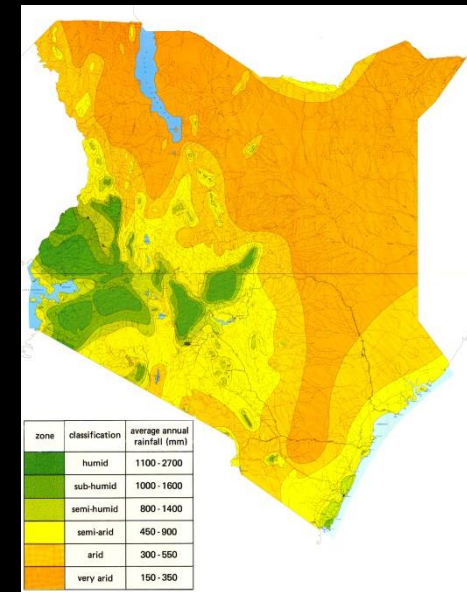 zone classification average annual rainfall (mm)
humid 1100 - 2700
sub-humid 1000 - 1600
semi-humid 800 - 1400
semi-arid 450 - 900
arid 300 - 550
very arid 150 - 350